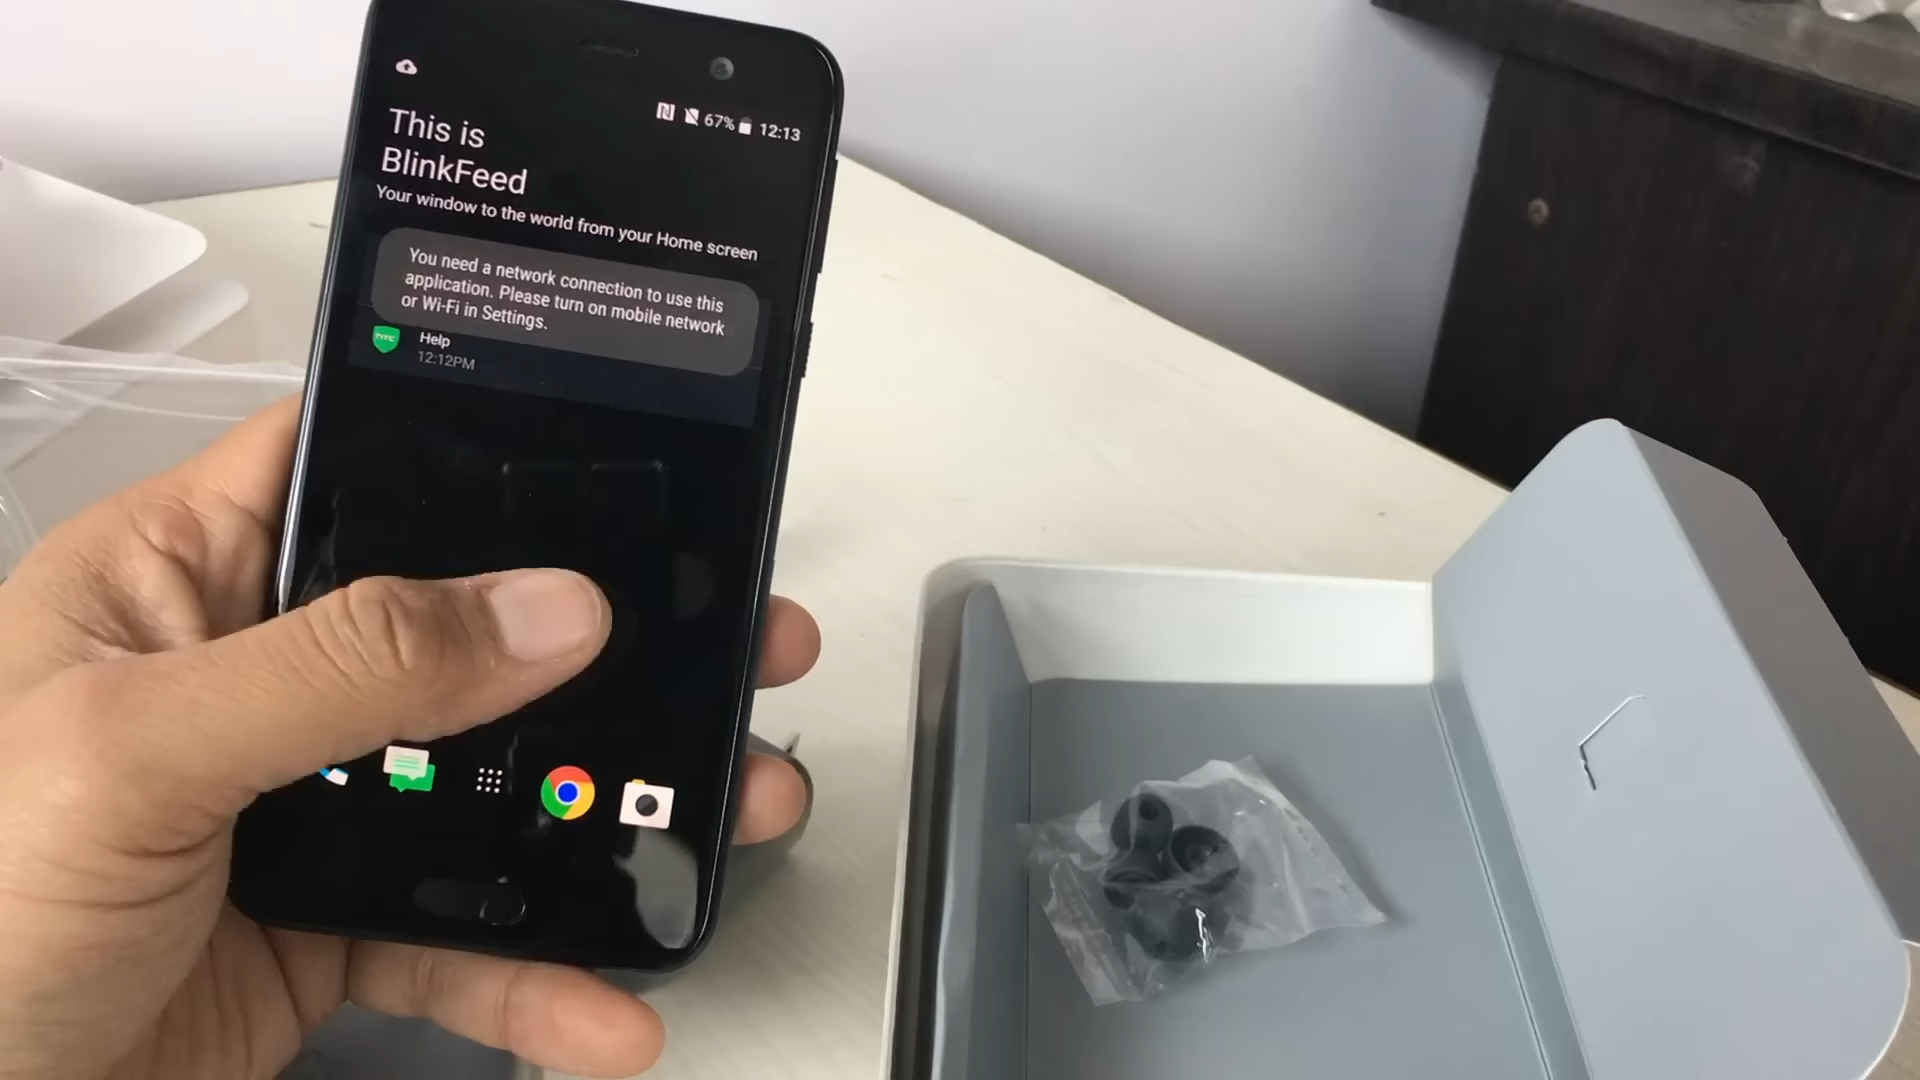 67% 12:13
This is
BlinkFeed
Your window to the world from your Home screen
You need a network connection to use this
application. Please turn on mobile network
or Wi-Fi in Settings.
hTC
Help
12:12PM